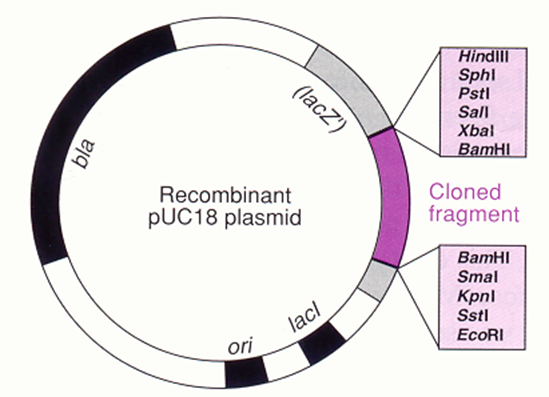 HindIII
SphI
PstI
SalI
XbaI
BamHI
(lacZ')
bla
Recombinant
pUC18 plasmid
Cloned
fragment
BamHI
SmaI
KpnI
SstI
EcoRI
lacI
ori